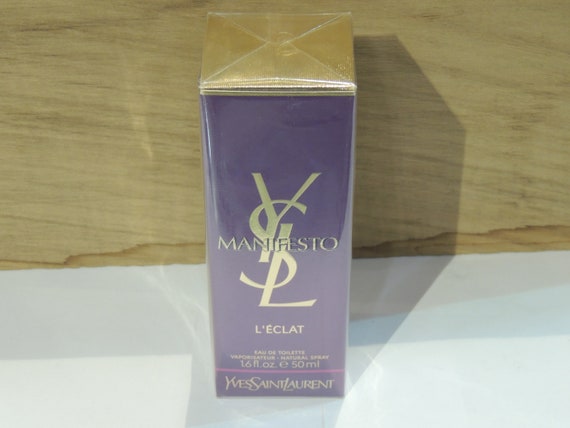 YSL
MANIFESTO
L'ÉCLAT
EAU DE TOILETTE
VAPORISATEUR - NATURAL SPRAY
1.6 fl. oz. e 50 ml
YVESSAINTLAURENT